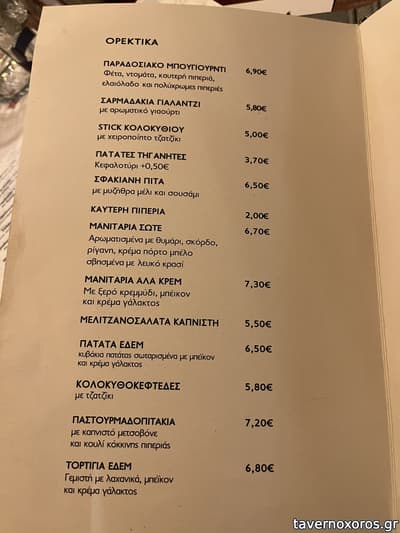 ΟΡΕΚΤΙΚΑ
ΠΑΡΑΔΟΣΙΑΚΟ ΜΠΟΥΓΙΟΥΡΝΤΙ 6,90€
Φέτα, ντομάτα, καυτερή πιπεριά,
ελαιόλαδο και πολύχρωμες πιπεριές
ΣΑΡΜΑΔΑΚΙΑ ΓΙΑΛΑΝΤΖΙ 5,80€
με αρωματικό γιαούρτι
STICK ΚΟΛΟΚΥΘΙΟΥ 5,00€
με χειροποίητο τζατζίκι
ΠΑΤΑΤΕΣ ΤΗΓΑΝΗΤΕΣ 3,70€
Κεφαλοτύρι +0,50€
ΣΦΑΚΙΑΝΗ ΠΙΤΑ 6,50€
με μυζήθρα μέλι και σουσάμι
ΚΑΥΤΕΡΗ ΠΙΠΕΡΙΑ 2,00€
ΜΑΝΙΤΑΡΙΑ ΣΩΤΕ 6,70€
Αρωματισμένα με θυμάρι, σκόρδο,
ρίγανη, κρέμα πόρτο μπέλο
σβησμένα με λευκό κρασί
ΜΑΝΙΤΑΡΙΑ ΑΛΑ ΚΡΕΜ 7,30€
Με ξερό κρεμμύδι, μπέικον
και κρέμα γάλακτος
ΜΕΛΙΤΖΑΝΟΣΑΛΑΤΑ ΚΑΠΝΙΣΤΗ 5,50€
ΠΑΤΑΤΑ ΕΔΕΜ 6,50€
κυβάκια πατάτας σωταρισμένα με μπέϊκον
και κρέμα γάλακτος
ΚΟΛΟΚΥΘΟΚΕΦΤΕΔΕΣ 5,80€
με τζατζίκι
ΠΑΣΤΟΥΡΜΑΔΟΠΙΤΑΚΙΑ 7,20€
με καπνιστό μετσοβόνε
και κουλί κόκκινης πιπεριάς
ΤΟΡΤΙΓΙΑ ΕΔΕΜ 6,80€
Γεμιστή με λαχανικά, μπέϊκον
και κρέμα γάλακτος
tavernoxoros.gr